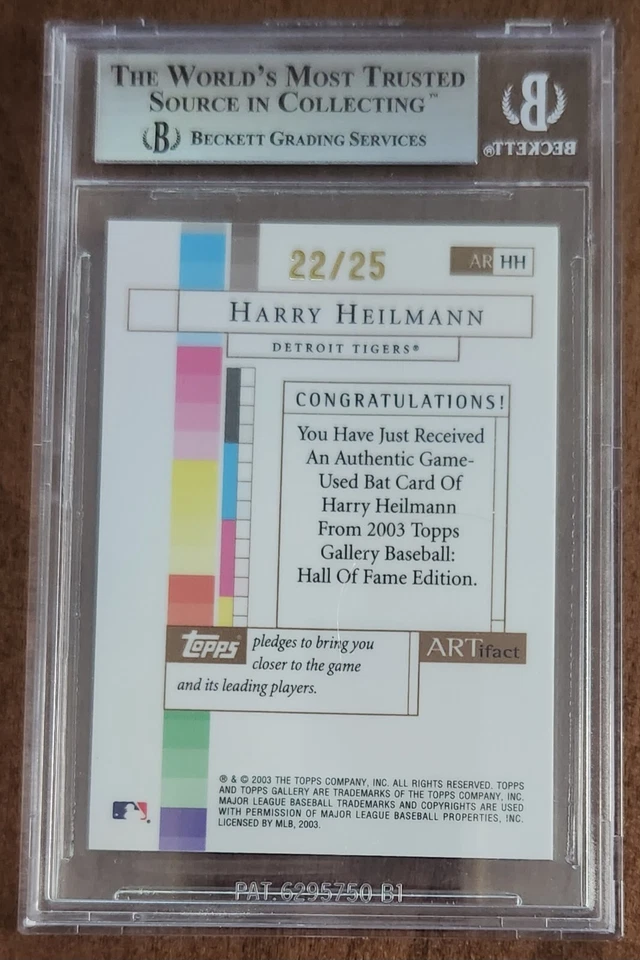 THE WORLD'S MOST TRUSTED
SOURCE IN COLLECTING™
B BECKETT GRADING SERVICES
B
BECKETT®
22/25
AR HH
HARRY HEILMANN
DETROIT TIGERS®
CONGRATULATIONS!
You Have Just Received
An Authentic Game-
Used Bat Card Of
Harry Heilmann
From 2003 Topps
Gallery Baseball:
Hall Of Fame Edition.
topps pledges to bring you
closer to the game
and its leading players.
ARTifact
® & © 2003 THE TOPPS COMPANY, INC. ALL RIGHTS RESERVED. TOPPS
AND TOPPS GALLERY ARE TRADEMARKS OF THE TOPPS COMPANY, INC.
MAJOR LEAGUE BASEBALL TRADEMARKS AND COPYRIGHTS ARE USED
WITH PERMISSION OF MAJOR LEAGUE BASEBALL PROPERTIES, INC.
LICENSED BY MLB, 2003.
PAT.6295750 B1